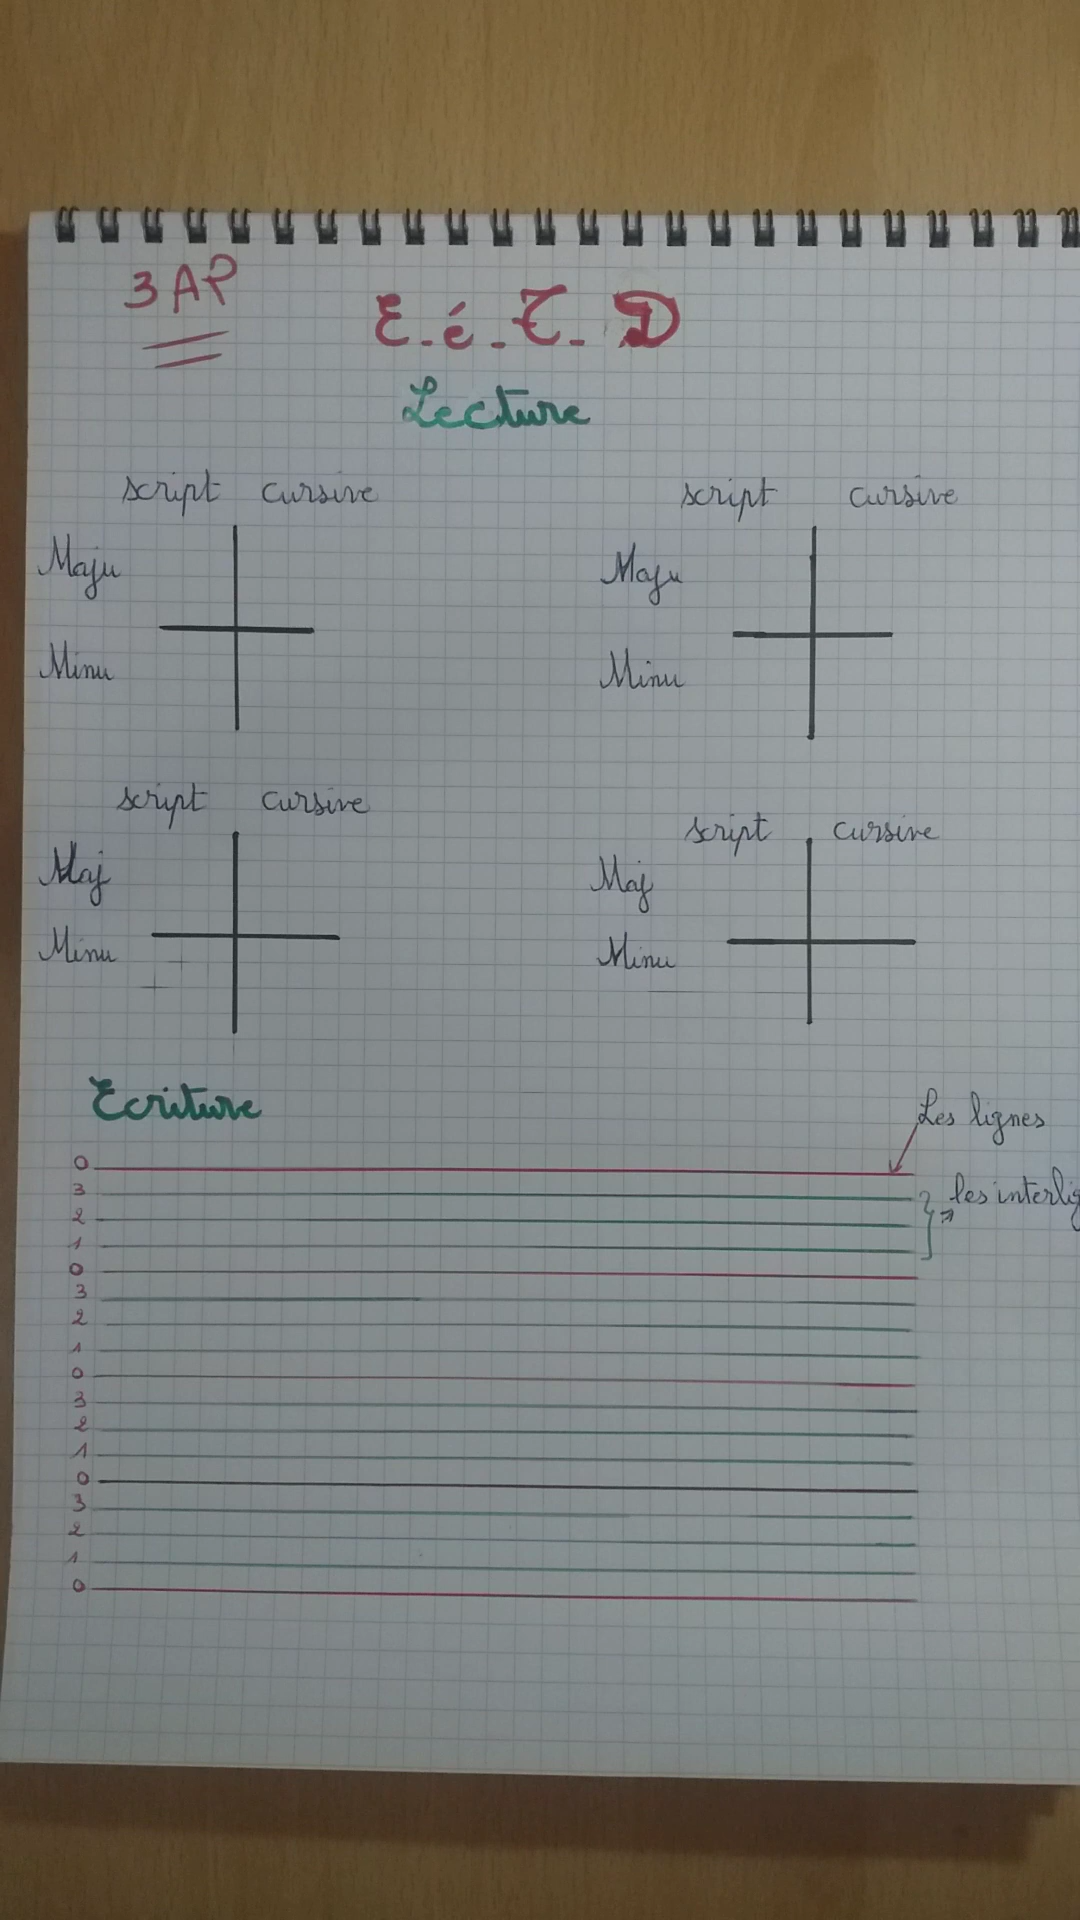 3AP
E - é - T - D
Lecture
script cursive
Maju
Minu
script cursive
Maju
Minu
script cursive
Maj
Minu
script cursive
Maj
Minu
Ecriture
Les lignes
les interlig
0
3
2
1
0
3
2
1
0
3
2
1
0
3
2
1
0